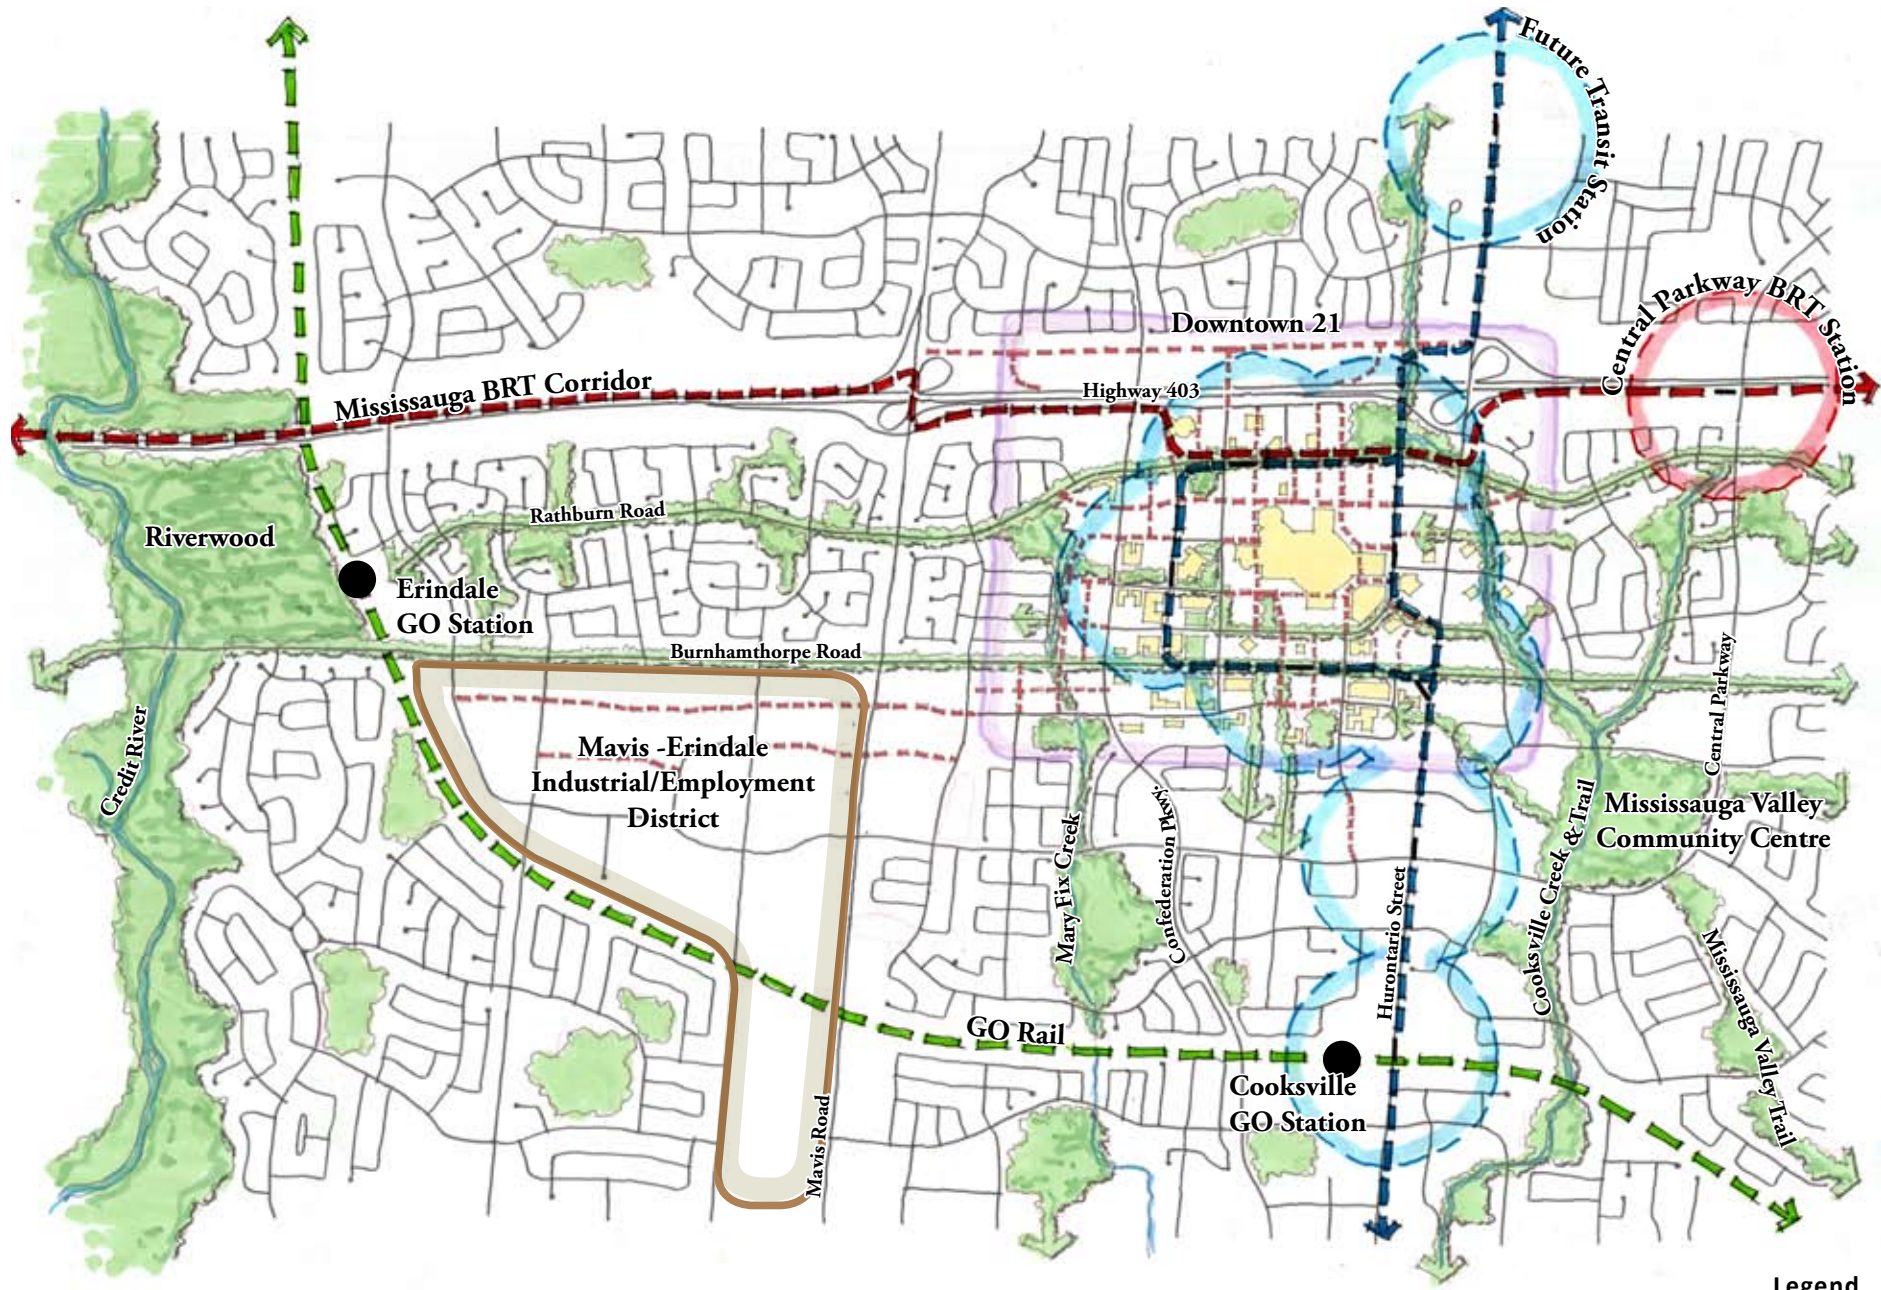 Future Transit Station
Central Parkway BRT Station
Downtown 21
Mississauga BRT Corridor
Highway 403
Rathburn Road
Riverwood
Erindale
GO Station
Burnhamthorpe Road
Central Parkway
Credit River
Mavis -Erindale
Industrial/Employment
District
Mississauga Valley
Community Centre
Mary Fix Creek
Confederation Pkwy.
Hurontario Street
Cooksville Creek & Trail
Mississauga Valley Trail
GO Rail
Cooksville
GO Station
Mavis Road
Legend